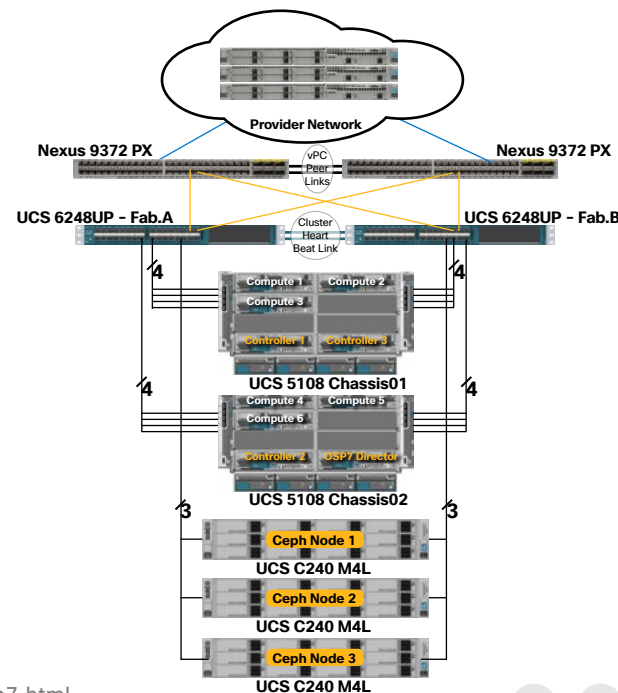 Provider Network
Nexus 9372 PX
Nexus 9372 PX
vPC
Peer
Links
UCS 6248UP - Fab.A
UCS 6248UP - Fab.B
Cluster
Heart
Beat Link
4
4
Compute 1
Compute 2
Compute 3
Controller 1
Controller 3
UCS 5108 Chassis01
4
4
Compute 4
Compute 5
Compute 6
Controller 2
OSP7 Director
UCS 5108 Chassis02
3
3
Ceph Node 1
UCS C240 M4L
Ceph Node 2
UCS C240 M4L
Ceph Node 3
UCS C240 M4L
7.html